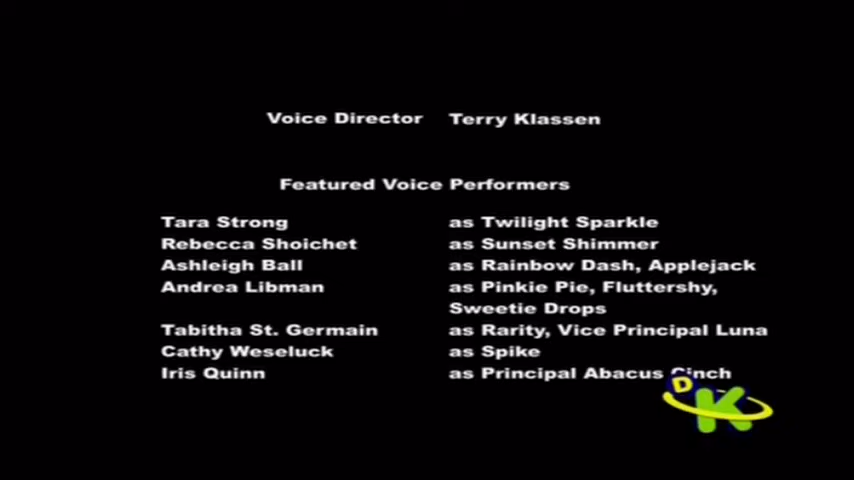 Voice Director Terry Klassen
Featured Voice Performers
Tara Strong as Twilight Sparkle
Rebecca Shoichet as Sunset Shimmer
Ashleigh Ball as Rainbow Dash, Applejack
Andrea Libman as Pinkie Pie, Fluttershy,
Sweetie Drops
Tabitha St. Germain as Rarity, Vice Principal Luna
Cathy Weseluck as Spike
Iris Quinn as Principal Abacus Cinch
DK